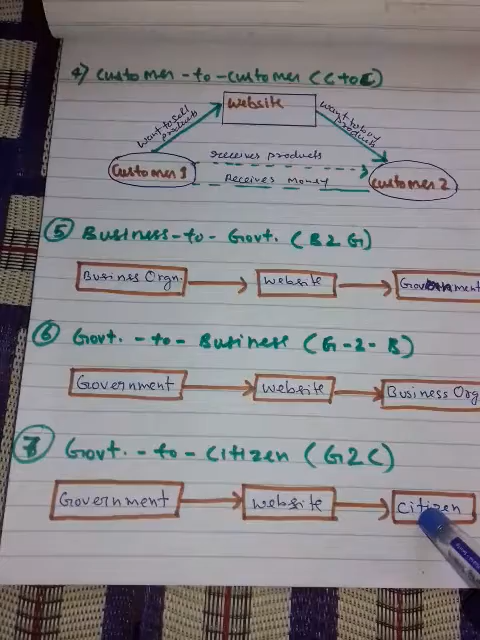 4) Customer-to-customer (C to C)
website
want to sell products
want to buy products
receives products
Customer 1
Receives Money
Customer 2
5 Business-to-Govt. (B2G)
Business Orgn.
website
Government
6 Govt.-to-Business (G-2-B)
Government
website
Business Org
7 Govt.-to-Citizen (G2C)
Government
website
citizen